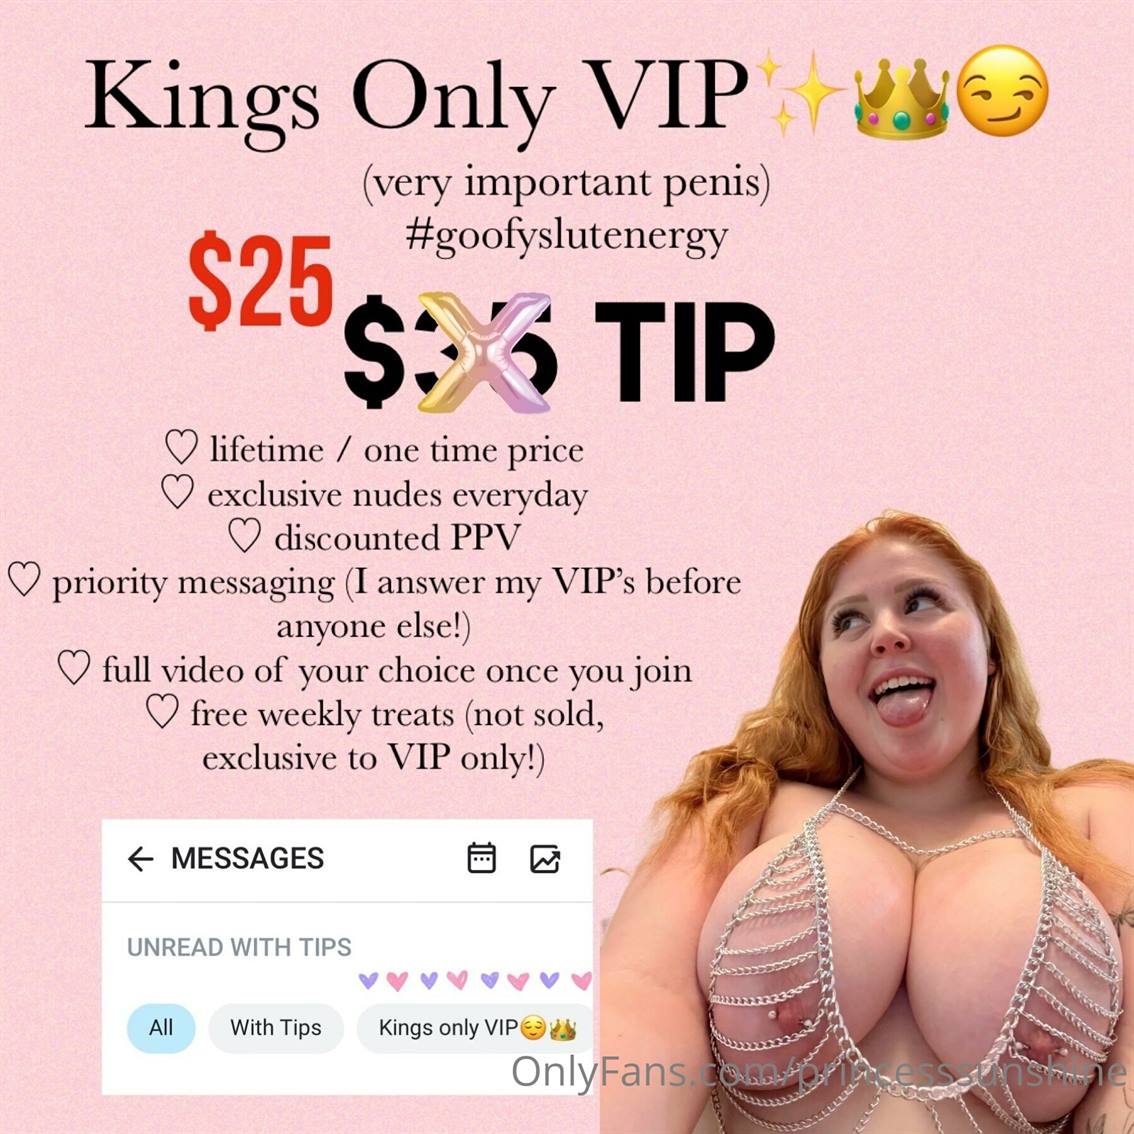 Kings Only VIP✨👑😏
(very important penis)
#goofyslutenergy
$25
$35 TIP
♡ lifetime / one time price
♡ exclusive nudes everyday
♡ discounted PPV
♡ priority messaging (I answer my VIP’s before
anyone else!)
♡ full video of your choice once you join
♡ free weekly treats (not sold,
exclusive to VIP only!)
← MESSAGES
UNREAD WITH TIPS
All With Tips Kings only VIP😌👑
OnlyFans.com/princesssunshine